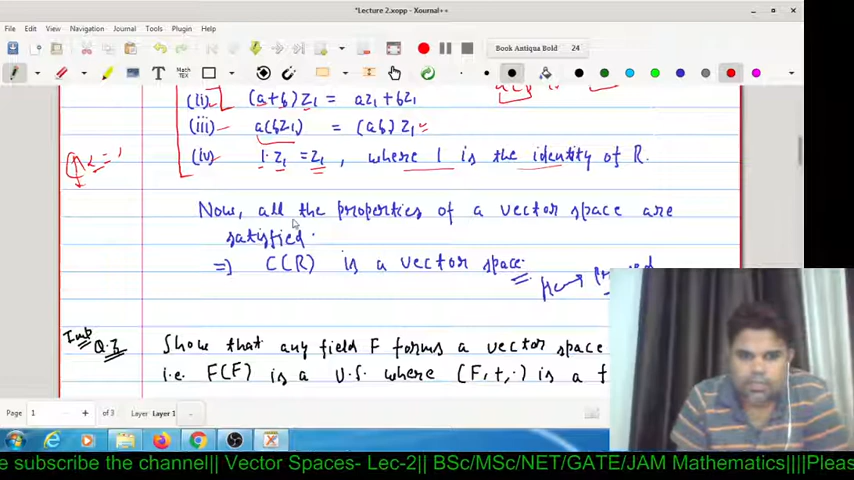 *Lecture 2.xopp - Xournal++
File Edit View Navigation Journal Tools Plugin Help
Book Antiqua Bold 24
(ii) (a+b) z₁ = az₁ + bz₁
(iii) a(bz₁) = (ab) z₁
(iv) 1·z₁ = z₁, where 1 is the identity of R.
Now, all the properties of a vector space are
satisfied.
⇒ C(R) is a vector space.
Imp
Q.2. Show that any field F forms a vector space
i.e. F(F) is a V.S. where (F,+,·) is a f
Page 1 of 3 Layer Layer 1
e subscribe the channel|| Vector Spaces- Lec-2|| BSc/MSc/NET/GATE/JAM Mathematics||||Pleas